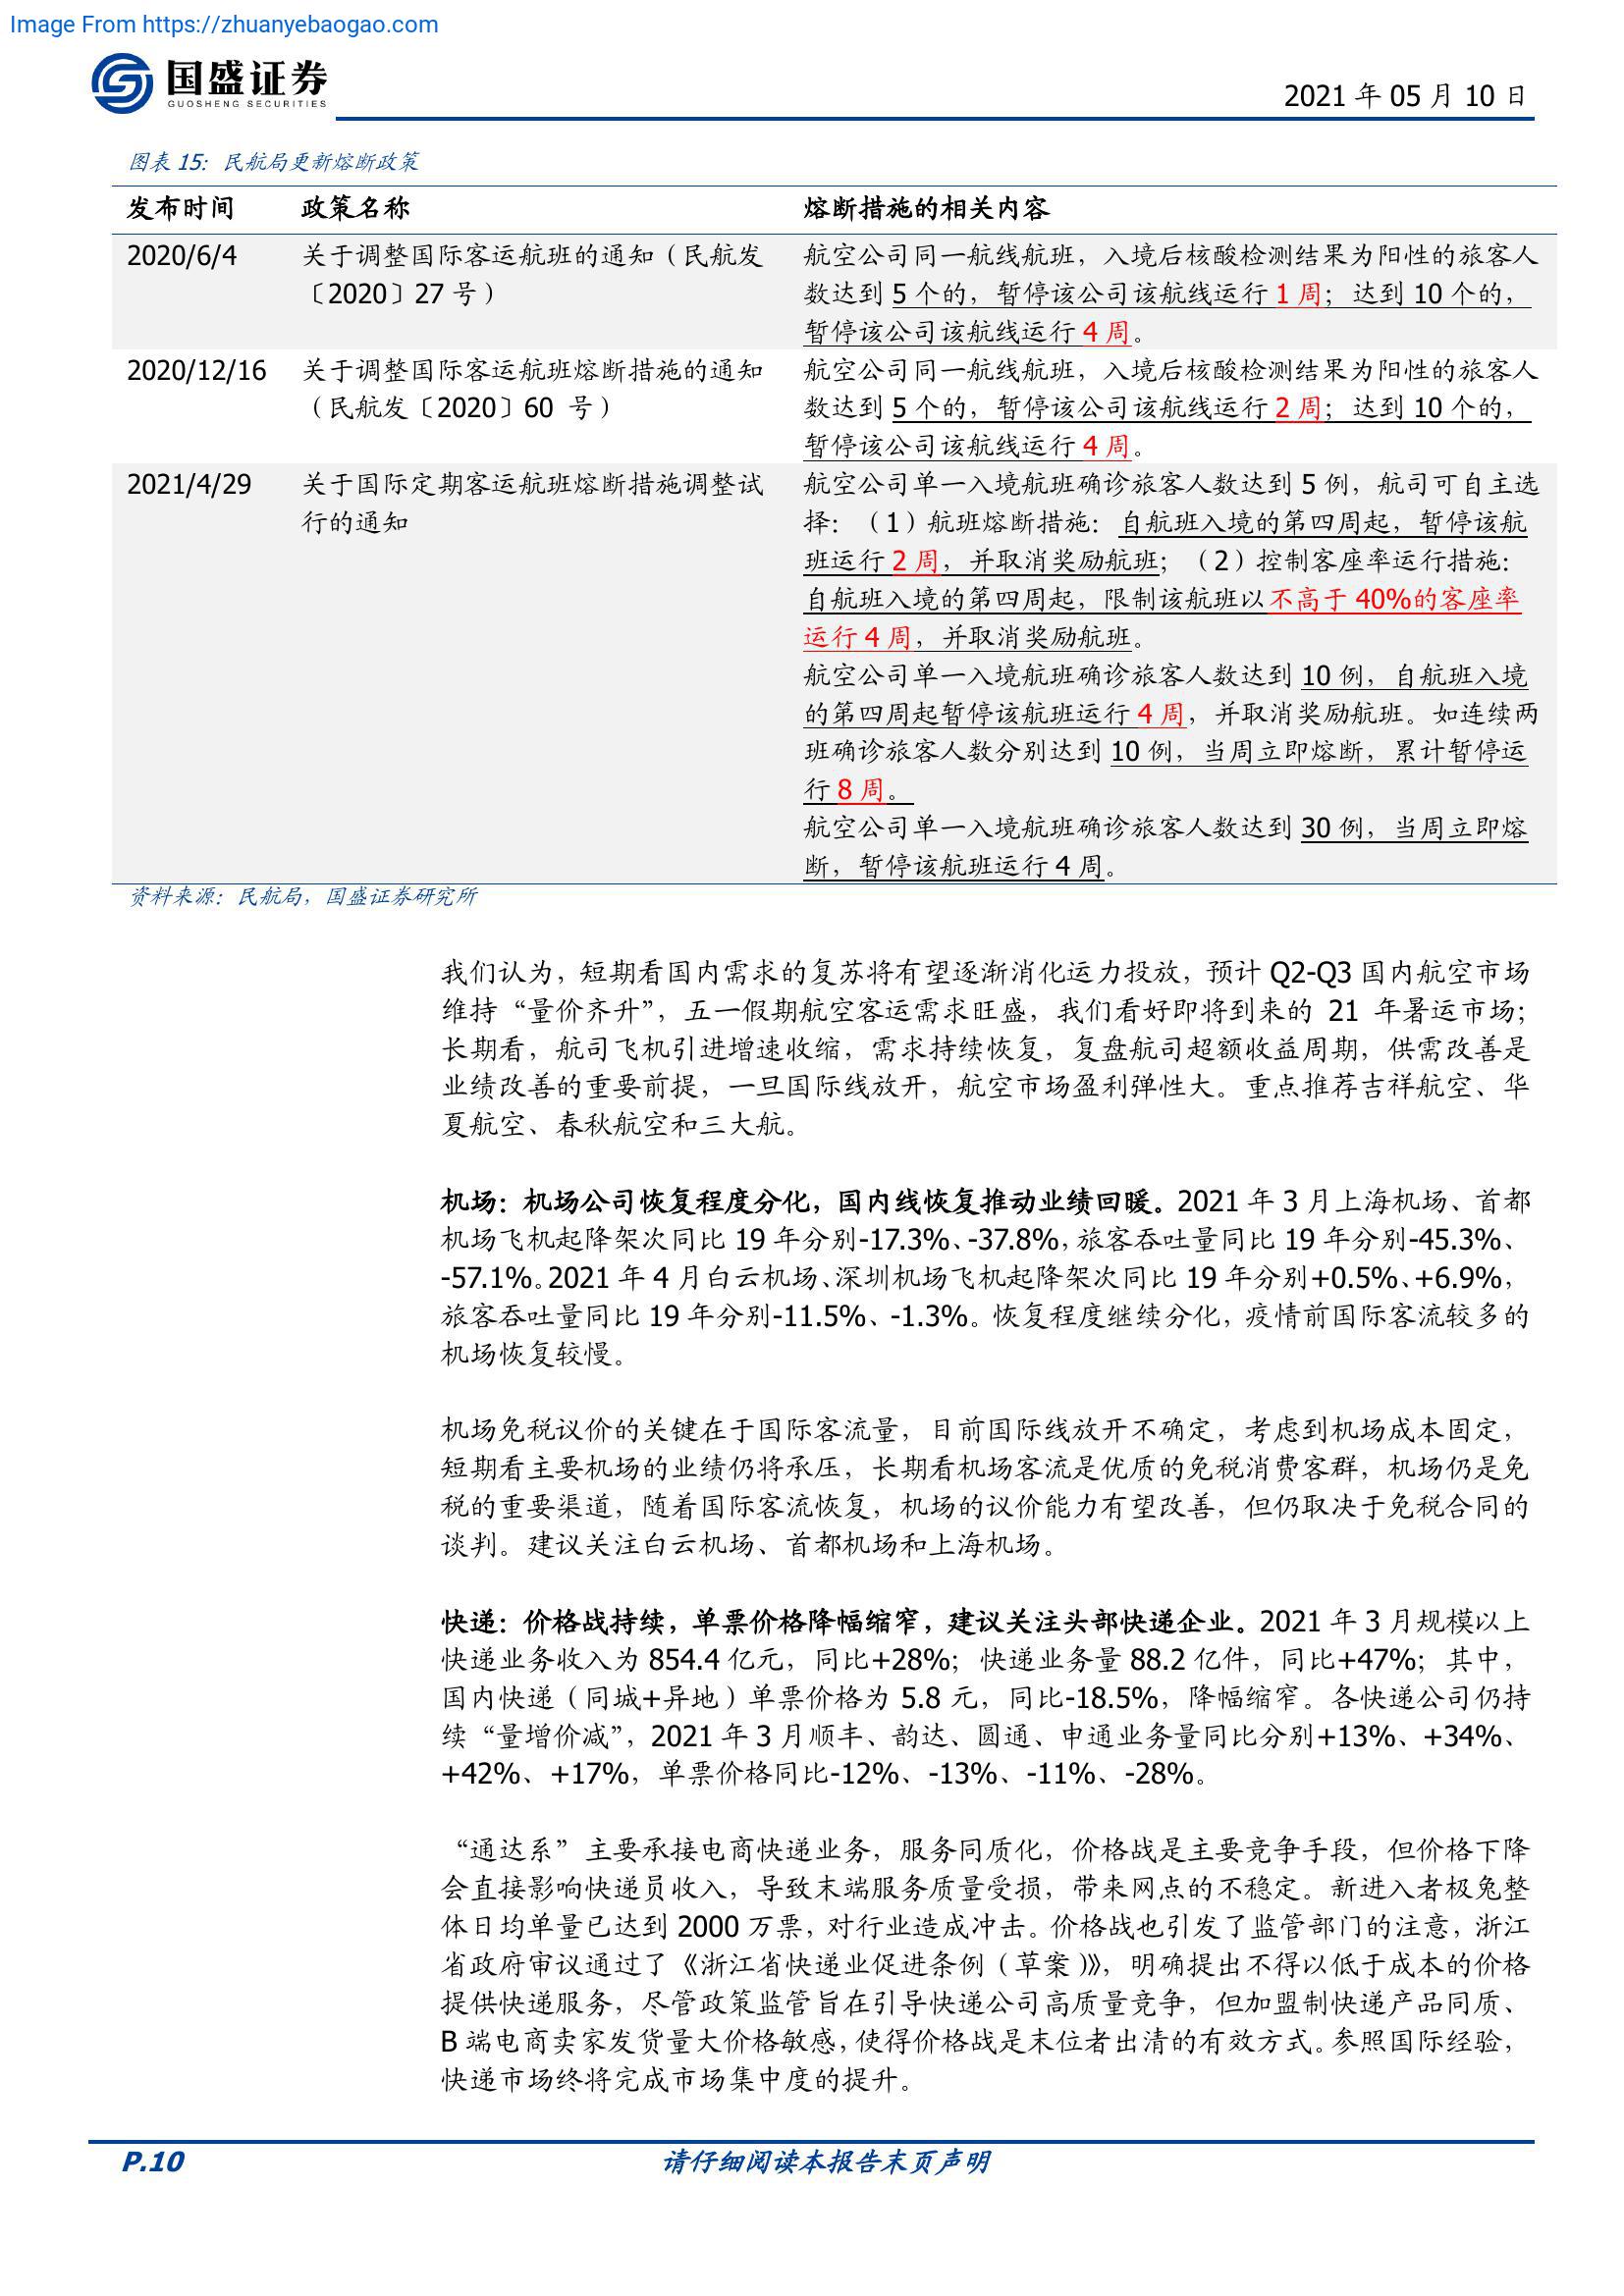 Image From https://zhuanyebaogao.com
国盛证券
GUOSHENG SECURITIES
2021 年 05 月 10 日
图表 15：民航局更新熔断政策
发布时间 政策名称 熔断措施的相关内容
2020/6/4 关于调整国际客运航班的通知（民航发 航空公司同一航线航班，入境后核酸检测结果为阳性的旅客人
〔2020〕27 号） 数达到 5 个的，暂停该公司该航线运行 1 周；达到 10 个的，
暂停该公司该航线运行 4 周。
2020/12/16 关于调整国际客运航班熔断措施的通知 航空公司同一航线航班，入境后核酸检测结果为阳性的旅客人
（民航发〔2020〕60 号） 数达到 5 个的，暂停该公司该航线运行 2 周；达到 10 个的，
暂停该公司该航线运行 4 周。
2021/4/29 关于国际定期客运航班熔断措施调整试 航空公司单一入境航班确诊旅客人数达到 5 例，航司可自主选
行的通知 择：（1）航班熔断措施：自航班入境的第四周起，暂停该航
班运行 2 周，并取消奖励航班；（2）控制客座率运行措施：
自航班入境的第四周起，限制该航班以不高于 40%的客座率
运行 4 周，并取消奖励航班。
航空公司单一入境航班确诊旅客人数达到 10 例，自航班入境
的第四周起暂停该航班运行 4 周，并取消奖励航班。如连续两
班确诊旅客人数分别达到 10 例，当周立即熔断，累计暂停运
行 8 周。
航空公司单一入境航班确诊旅客人数达到 30 例，当周立即熔
断，暂停该航班运行 4 周。
资料来源：民航局，国盛证券研究所
我们认为，短期看国内需求的复苏将有望逐渐消化运力投放，预计 Q2-Q3 国内航空市场
维持“量价齐升”，五一假期航空客运需求旺盛，我们看好即将到来的 21 年暑运市场；
长期看，航司飞机引进增速收缩，需求持续恢复，复盘航司超额收益周期，供需改善是
业绩改善的重要前提，一旦国际线放开，航空市场盈利弹性大。重点推荐吉祥航空、华
夏航空、春秋航空和三大航。
机场：机场公司恢复程度分化，国内线恢复推动业绩回暖。2021 年 3 月上海机场、首都
机场飞机起降架次同比 19 年分别-17.3%、-37.8%，旅客吞吐量同比 19 年分别-45.3%、
-57.1%。2021 年 4 月白云机场、深圳机场飞机起降架次同比 19 年分别+0.5%、+6.9%，
旅客吞吐量同比 19 年分别-11.5%、-1.3%。恢复程度继续分化，疫情前国际客流较多的
机场恢复较慢。
机场免税议价的关键在于国际客流量，目前国际线放开不确定，考虑到机场成本固定，
短期看主要机场的业绩仍将承压，长期看机场客流是优质的免税消费客群，机场仍是免
税的重要渠道，随着国际客流恢复，机场的议价能力有望改善，但仍取决于免税合同的
谈判。建议关注白云机场、首都机场和上海机场。
快递：价格战持续，单票价格降幅缩窄，建议关注头部快递企业。2021 年 3 月规模以上
快递业务收入为 854.4 亿元，同比+28%；快递业务量 88.2 亿件，同比+47%；其中，
国内快递（同城+异地）单票价格为 5.8 元，同比-18.5%，降幅缩窄。各快递公司仍持
续“量增价减”，2021 年 3 月顺丰、韵达、圆通、申通业务量同比分别+13%、+34%、
+42%、+17%，单票价格同比-12%、-13%、-11%、-28%。
“通达系”主要承接电商快递业务，服务同质化，价格战是主要竞争手段，但价格下降
会直接影响快递员收入，导致末端服务质量受损，带来网点的不稳定。新进入者极兔整
体日均单量已达到 2000 万票，对行业造成冲击。价格战也引发了监管部门的注意，浙江
省政府审议通过了《浙江省快递业促进条例（草案）》，明确提出不得以低于成本的价格
提供快递服务，尽管政策监管旨在引导快递公司高质量竞争，但加盟制快递产品同质、
B 端电商卖家发货量大价格敏感，使得价格战是末位者出清的有效方式。参照国际经验，
快递市场终将完成市场集中度的提升。
P.10 请仔细阅读本报告末页声明